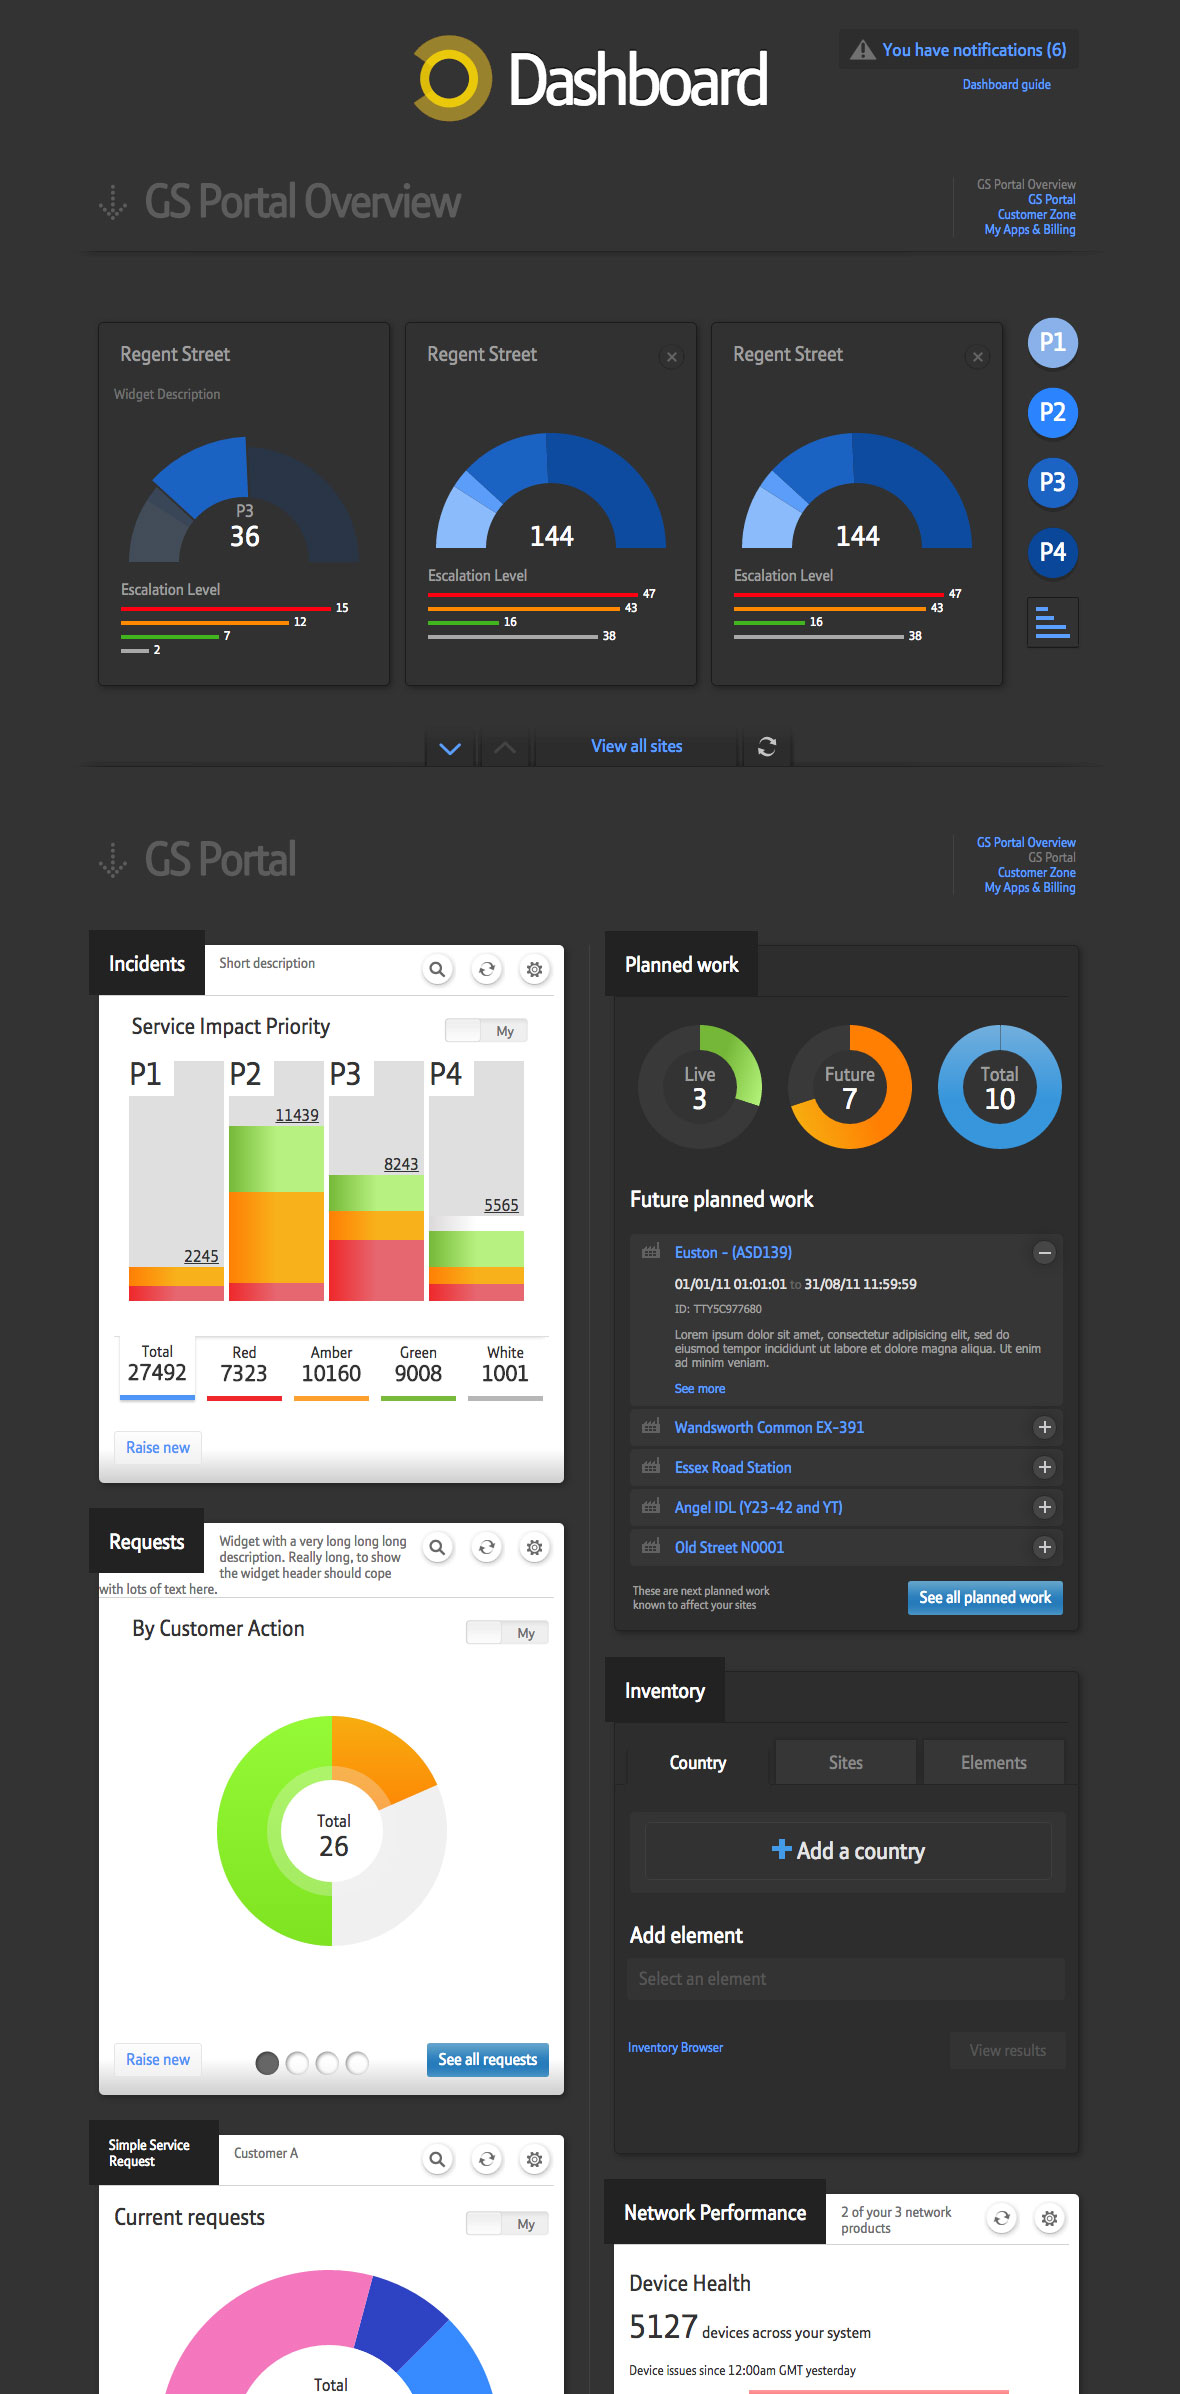 Dashboard
You have notifications (6)
Dashboard guide
GS Portal Overview
GS Portal Overview
GS Portal
Customer Zone
My Apps & Billing
Regent Street
Widget Description
P3
36
Escalation Level
15
12
7
2
Regent Street
144
Escalation Level
47
43
16
38
Regent Street
144
Escalation Level
47
43
16
38
P1
P2
P3
P4
View all sites
GS Portal
GS Portal Overview
GS Portal
Customer Zone
My Apps & Billing
Incidents
Short description
Service Impact Priority
My
P1
P2
P3
P4
2245
11439
8243
5565
Total
27492
Red
7323
Amber
10160
Green
9008
White
1001
Raise new
Requests
Widget with a very long long long
description. Really long, to show
the widget header should cope
with lots of text here.
By Customer Action
My
Total
26
Raise new
See all requests
Simple Service
Request
Customer A
Current requests
My
Total
Planned work
Live
3
Future
7
Total
10
Future planned work
Euston - (ASD139)
01/01/11 01:01:01 to 31/08/11 11:59:59
ID: TTY5C977680
Lorem ipsum dolor sit amet, consectetur adipisicing elit, sed do
eiusmod tempor incididunt ut labore et dolore magna aliqua. Ut enim
ad minim veniam.
See more
Wandsworth Common EX-391
Essex Road Station
Angel IDL (Y23-42 and YT)
Old Street N0001
These are next planned work
known to affect your sites
See all planned work
Inventory
Country
Sites
Elements
Add a country
Add element
Select an element
Inventory Browser
View results
Network Performance
2 of your 3 network
products
Device Health
5127 devices across your system
Device issues since 12:00am GMT yesterday